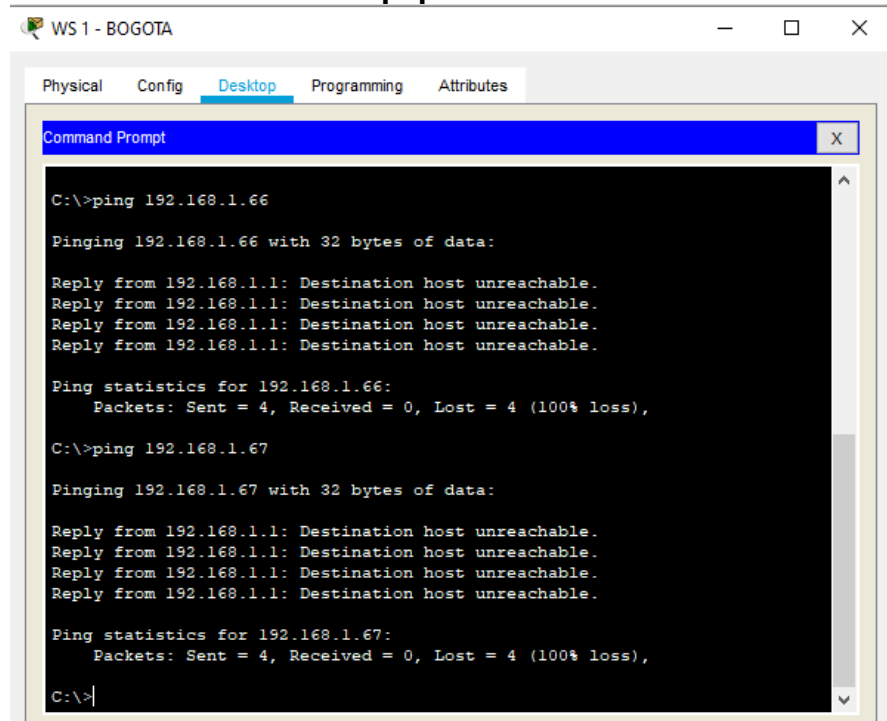 WS 1 - BOGOTA
Physical Config Desktop Programming Attributes
Command Prompt X
C:\>ping 192.168.1.66
Pinging 192.168.1.66 with 32 bytes of data:
Reply from 192.168.1.1: Destination host unreachable.
Reply from 192.168.1.1: Destination host unreachable.
Reply from 192.168.1.1: Destination host unreachable.
Reply from 192.168.1.1: Destination host unreachable.
Ping statistics for 192.168.1.66:
Packets: Sent = 4, Received = 0, Lost = 4 (100% loss),
C:\>ping 192.168.1.67
Pinging 192.168.1.67 with 32 bytes of data:
Reply from 192.168.1.1: Destination host unreachable.
Reply from 192.168.1.1: Destination host unreachable.
Reply from 192.168.1.1: Destination host unreachable.
Reply from 192.168.1.1: Destination host unreachable.
Ping statistics for 192.168.1.67:
Packets: Sent = 4, Received = 0, Lost = 4 (100% loss),
C:\>